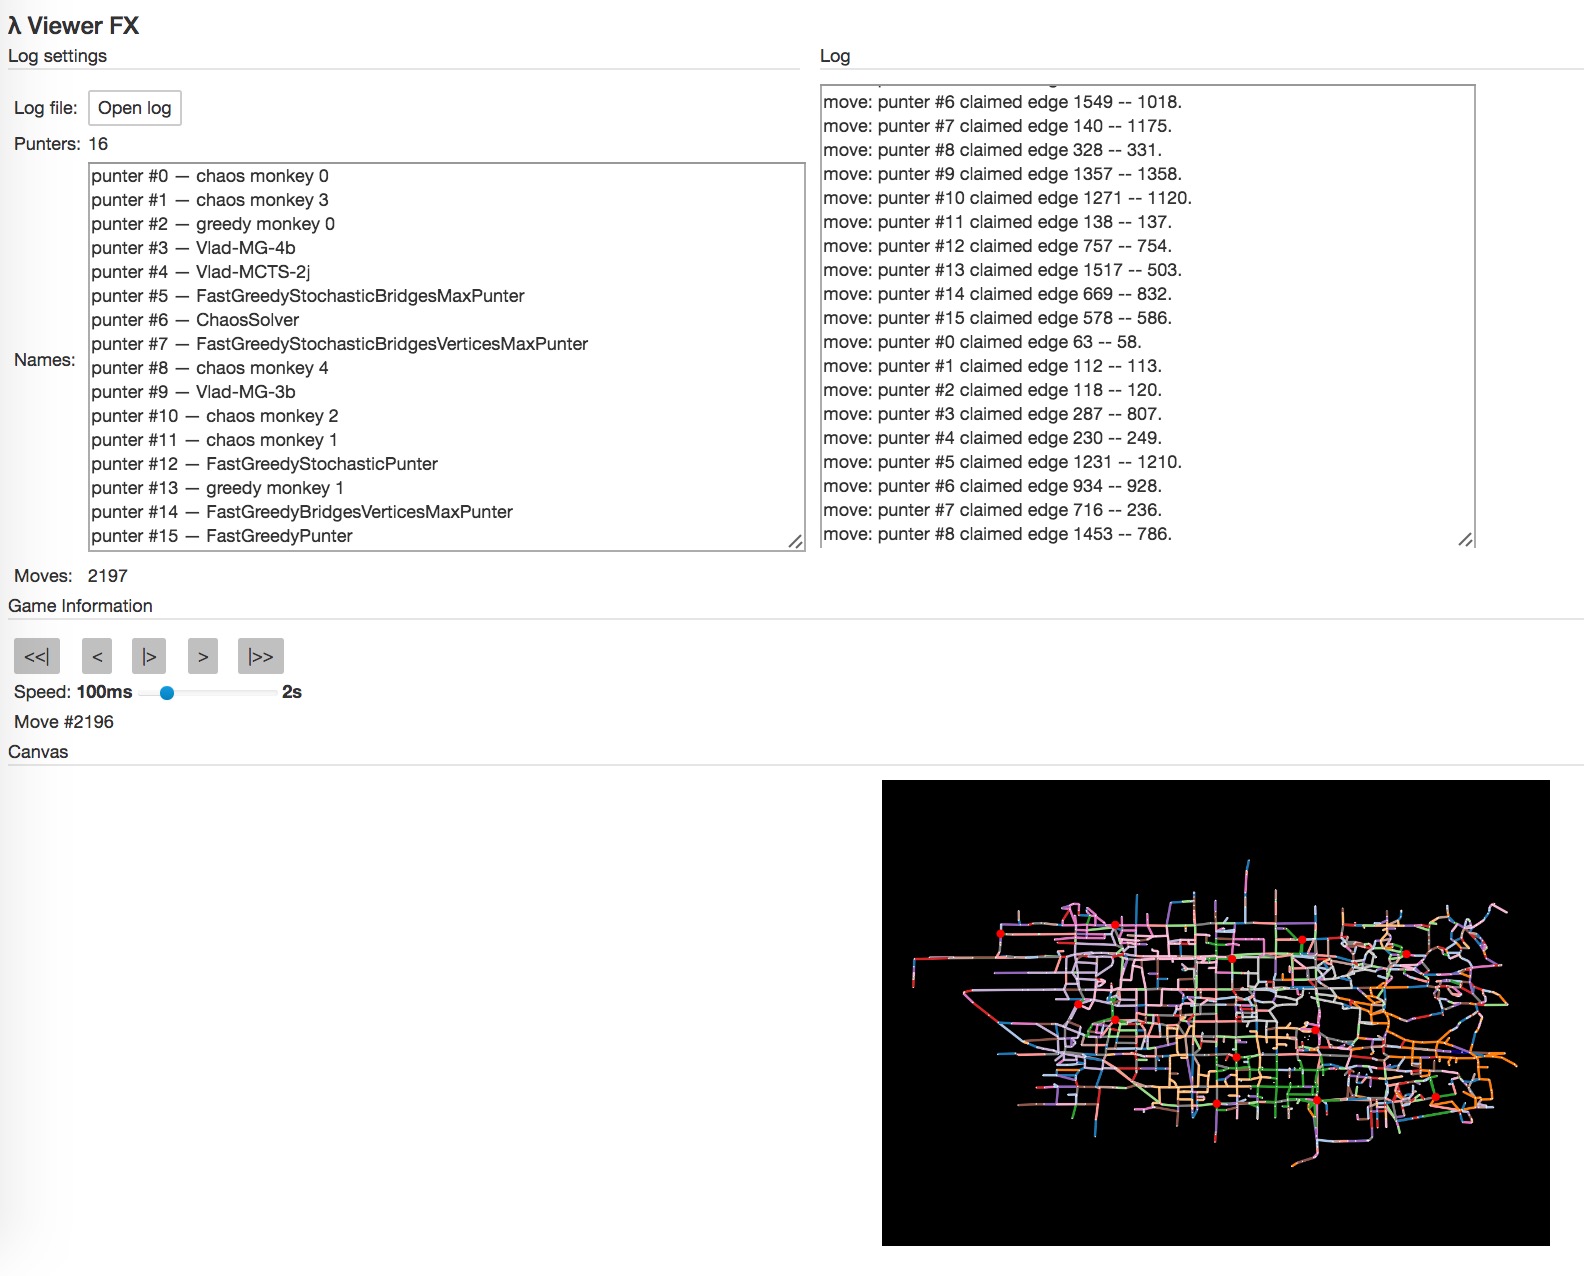 λ Viewer FX
Log settings
Log file: Open log
Punters: 16
Names:
punter #0 — chaos monkey 0
punter #1 — chaos monkey 3
punter #2 — greedy monkey 0
punter #3 — Vlad-MG-4b
punter #4 — Vlad-MCTS-2j
punter #5 — FastGreedyStochasticBridgesMaxPunter
punter #6 — ChaosSolver
punter #7 — FastGreedyStochasticBridgesVerticesMaxPunter
punter #8 — chaos monkey 4
punter #9 — Vlad-MG-3b
punter #10 — chaos monkey 2
punter #11 — chaos monkey 1
punter #12 — FastGreedyStochasticPunter
punter #13 — greedy monkey 1
punter #14 — FastGreedyBridgesVerticesMaxPunter
punter #15 — FastGreedyPunter
Moves: 2197
Log
move: punter #6 claimed edge 1549 -- 1018.
move: punter #7 claimed edge 140 -- 1175.
move: punter #8 claimed edge 328 -- 331.
move: punter #9 claimed edge 1357 -- 1358.
move: punter #10 claimed edge 1271 -- 1120.
move: punter #11 claimed edge 138 -- 137.
move: punter #12 claimed edge 757 -- 754.
move: punter #13 claimed edge 1517 -- 503.
move: punter #14 claimed edge 669 -- 832.
move: punter #15 claimed edge 578 -- 586.
move: punter #0 claimed edge 63 -- 58.
move: punter #1 claimed edge 112 -- 113.
move: punter #2 claimed edge 118 -- 120.
move: punter #3 claimed edge 287 -- 807.
move: punter #4 claimed edge 230 -- 249.
move: punter #5 claimed edge 1231 -- 1210.
move: punter #6 claimed edge 934 -- 928.
move: punter #7 claimed edge 716 -- 236.
move: punter #8 claimed edge 1453 -- 786.
Game Information
<<| < |> > |>>
Speed: 100ms 2s
Move #2196
Canvas